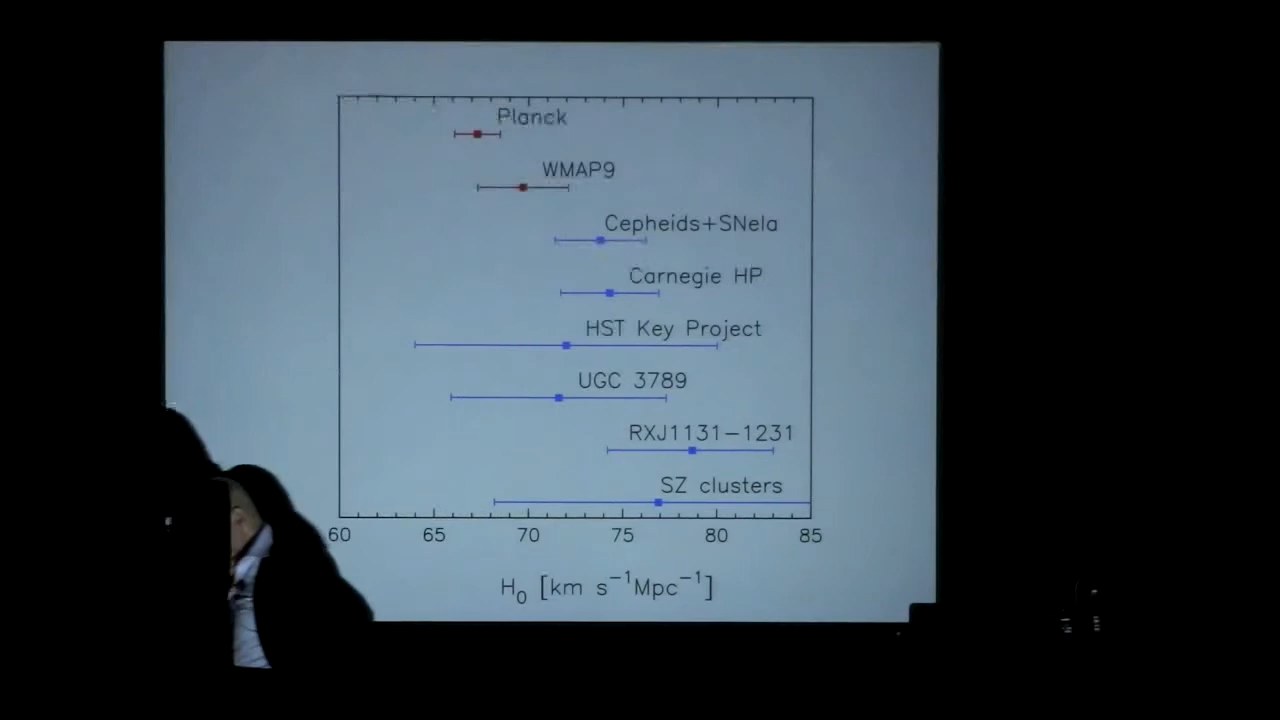 Planck
WMAP9
Cepheids+SNeIa
Carnegie HP
HST Key Project
UGC 3789
RXJ1131−1231
SZ clusters
60 65 70 75 80 85
H₀ [km s⁻¹Mpc⁻¹]